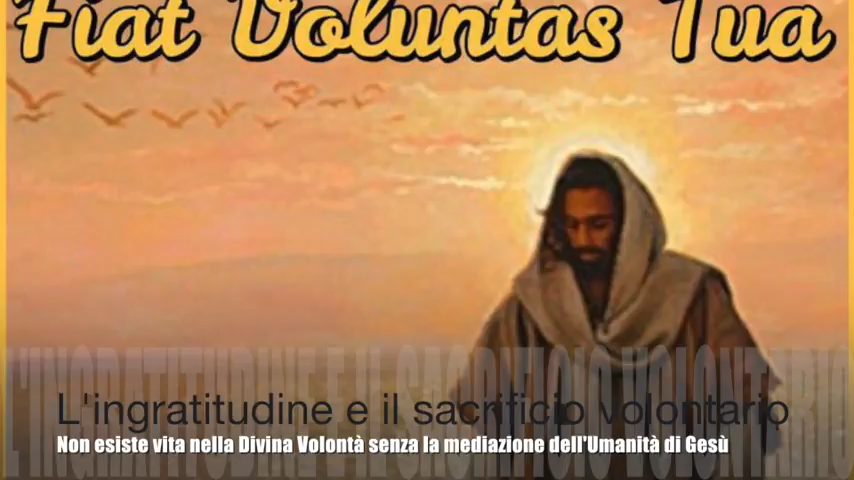 Fiat Voluntas Tua
L'INGRATITUDINE E IL SACRIFICIO VOLONTARIO
L'ingratitudine e il sacrificio volontario
Non esiste vita nella Divina Volontà senza la mediazione dell'Umanità di Gesù